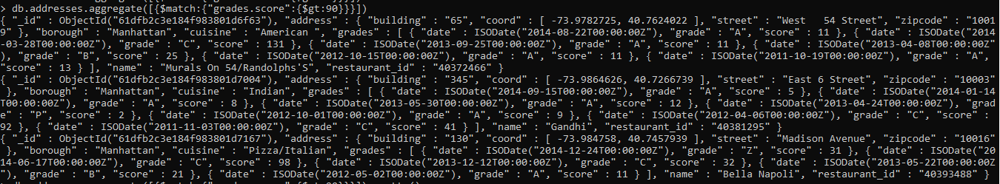 > db.addresses.aggregate([{$match:{"grades.score":{$gt:90}}}])
{ "_id" : ObjectId("61dfb2c3e184f983801d6f63"), "address" : { "building" : "65", "coord" : [ -73.9782725, 40.7624022 ], "street" : "West   54 Street", "zipcode" : "1001
9" }, "borough" : "Manhattan", "cuisine" : "American ", "grades" : [ { "date" : ISODate("2014-08-22T00:00:00Z"), "grade" : "A", "score" : 11 }, { "date" : ISODate("2014
-03-28T00:00:00Z"), "grade" : "C", "score" : 131 }, { "date" : ISODate("2013-09-25T00:00:00Z"), "grade" : "A", "score" : 11 }, { "date" : ISODate("2013-04-08T00:00:00Z"
), "grade" : "B", "score" : 25 }, { "date" : ISODate("2012-10-15T00:00:00Z"), "grade" : "A", "score" : 11 }, { "date" : ISODate("2011-10-19T00:00:00Z"), "grade" : "A",
"score" : 13 } ], "name" : "Murals On 54/Randolphs'S", "restaurant_id" : "40372466" }
{ "_id" : ObjectId("61dfb2c3e184f983801d7004"), "address" : { "building" : "345", "coord" : [ -73.9864626, 40.7266739 ], "street" : "East 6 Street", "zipcode" : "10003"
 }, "borough" : "Manhattan", "cuisine" : "Indian", "grades" : [ { "date" : ISODate("2014-09-15T00:00:00Z"), "grade" : "A", "score" : 5 }, { "date" : ISODate("2014-01-14
T00:00:00Z"), "grade" : "A", "score" : 8 }, { "date" : ISODate("2013-05-30T00:00:00Z"), "grade" : "A", "score" : 12 }, { "date" : ISODate("2013-04-24T00:00:00Z"), "grad
e" : "P", "score" : 2 }, { "date" : ISODate("2012-10-01T00:00:00Z"), "grade" : "A", "score" : 9 }, { "date" : ISODate("2012-04-06T00:00:00Z"), "grade" : "C", "score" :
92 }, { "date" : ISODate("2011-11-03T00:00:00Z"), "grade" : "C", "score" : 41 } ], "name" : "Gandhi", "restaurant_id" : "40381295" }
{ "_id" : ObjectId("61dfb2c3e184f983801d7167"), "address" : { "building" : "130", "coord" : [ -73.984758, 40.7457939 ], "street" : "Madison Avenue", "zipcode" : "10016"
 }, "borough" : "Manhattan", "cuisine" : "Pizza/Italian", "grades" : [ { "date" : ISODate("2014-12-24T00:00:00Z"), "grade" : "Z", "score" : 31 }, { "date" : ISODate("20
14-06-17T00:00:00Z"), "grade" : "C", "score" : 98 }, { "date" : ISODate("2013-12-12T00:00:00Z"), "grade" : "C", "score" : 32 }, { "date" : ISODate("2013-05-22T00:00:00Z
"), "grade" : "B", "score" : 21 }, { "date" : ISODate("2012-05-02T00:00:00Z"), "grade" : "A", "score" : 11 } ], "name" : "Bella Napoli", "restaurant_id" : "40393488" }